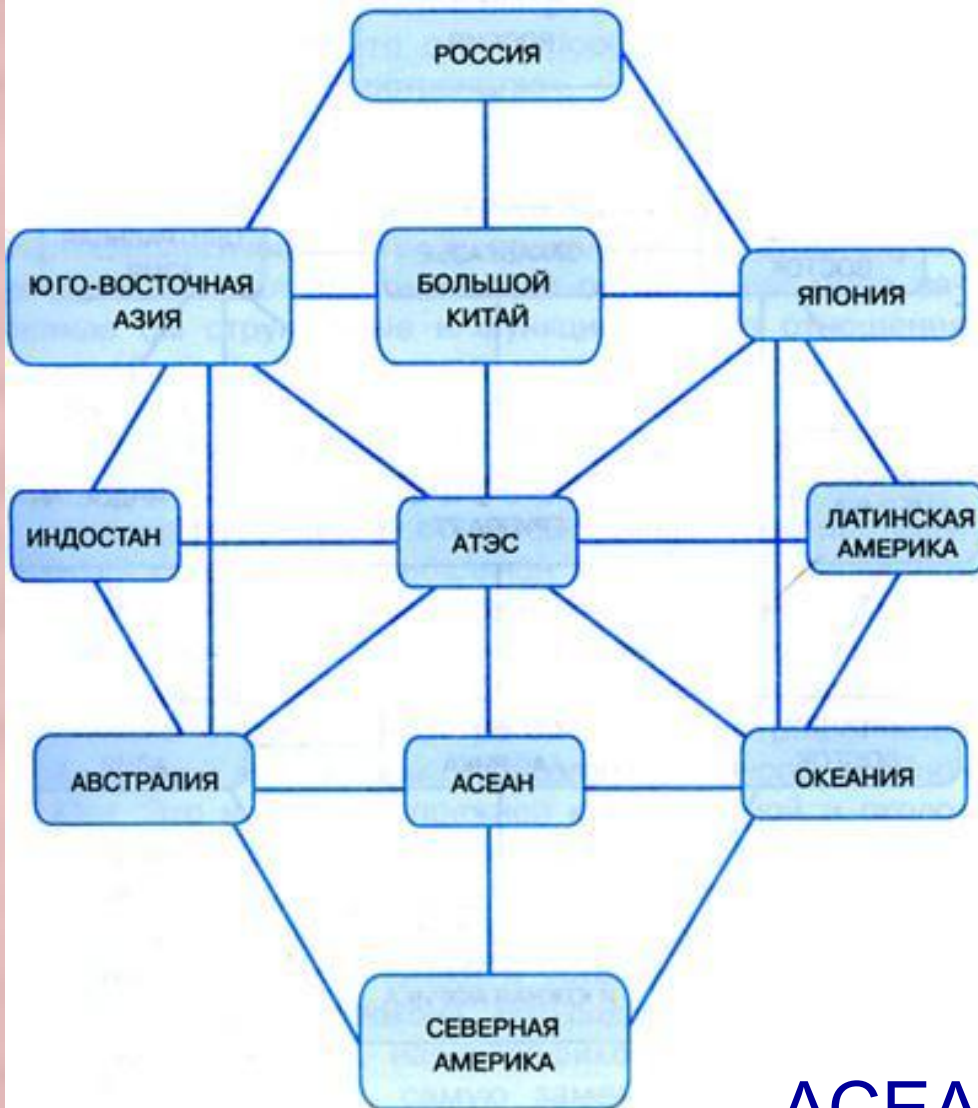 РОССИЯ
ЮГО-ВОСТОЧНАЯ
АЗИЯ
БОЛЬШОЙ
КИТАЙ
ЯПОНИЯ
ИНДОСТАН
АТЭС
ЛАТИНСКАЯ
АМЕРИКА
АВСТРАЛИЯ
АСЕАН
ОКЕАНИЯ
СЕВЕРНАЯ
АМЕРИКА
АСЕА